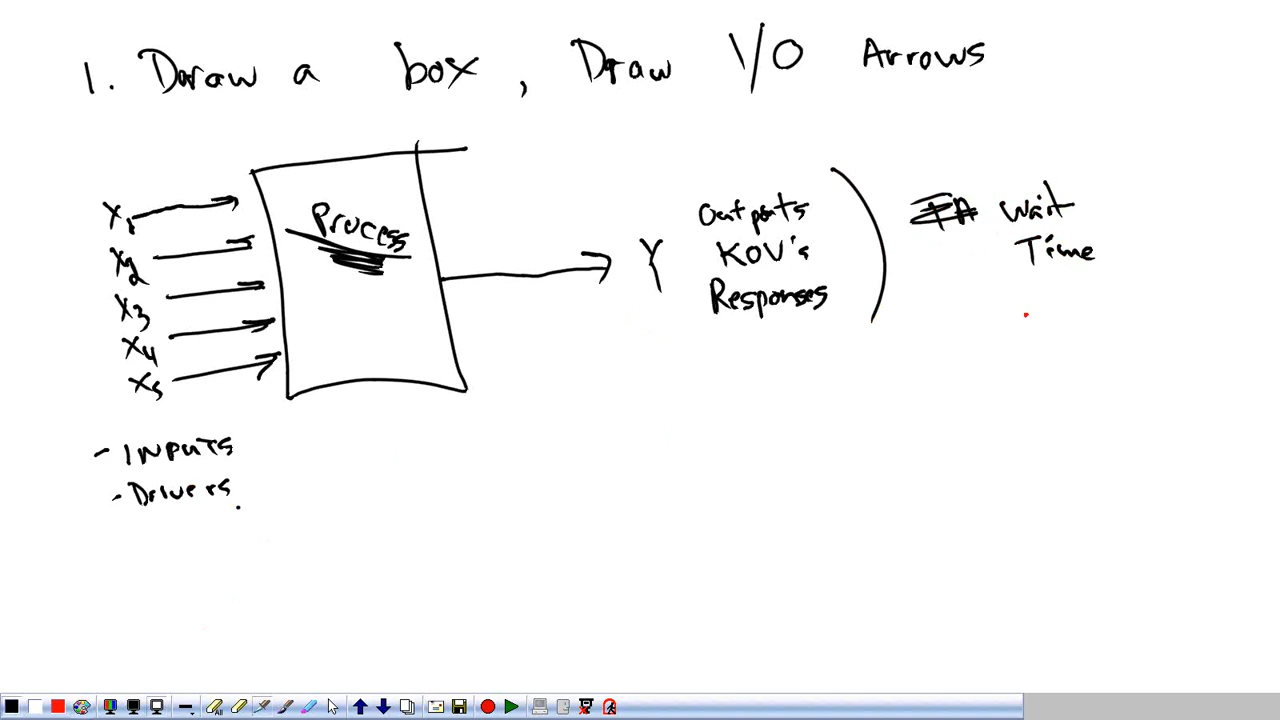 1. Draw a box, Draw I/O Arrows
X1
X2
X3
X4
X5
Process
Y
Outputs
KOV's
Responses
Wait
Time
- INPUTS
- Drivers